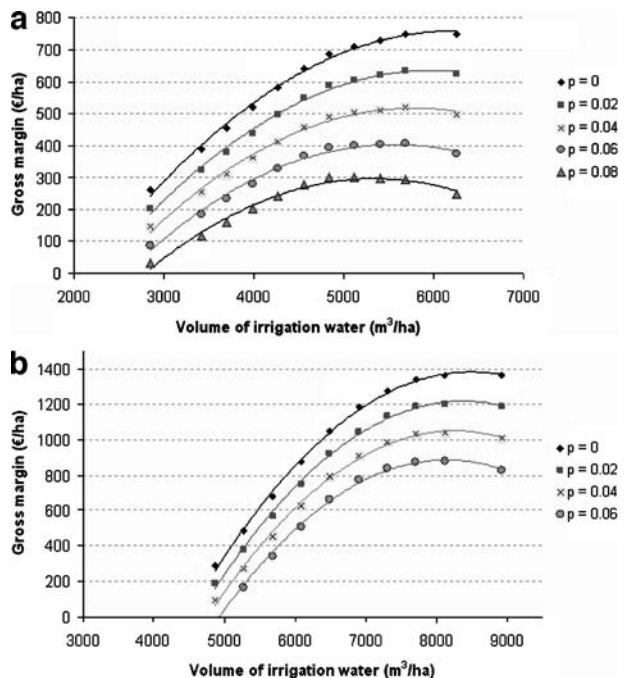 a
800
700
600
500
400
300
200
100
0
Gross margin (€/ha)
2000 3000 4000 5000 6000 7000
Volume of irrigation water (m³/ha)
p = 0
p = 0.02
p = 0.04
p = 0.06
p = 0.08
b
1400
1200
1000
800
600
400
200
0
Gross margin (€/ha)
3000 4000 5000 6000 7000 8000 9000
Volume of irrigation water (m³/ha)
p = 0
p = 0.02
p = 0.04
p = 0.06